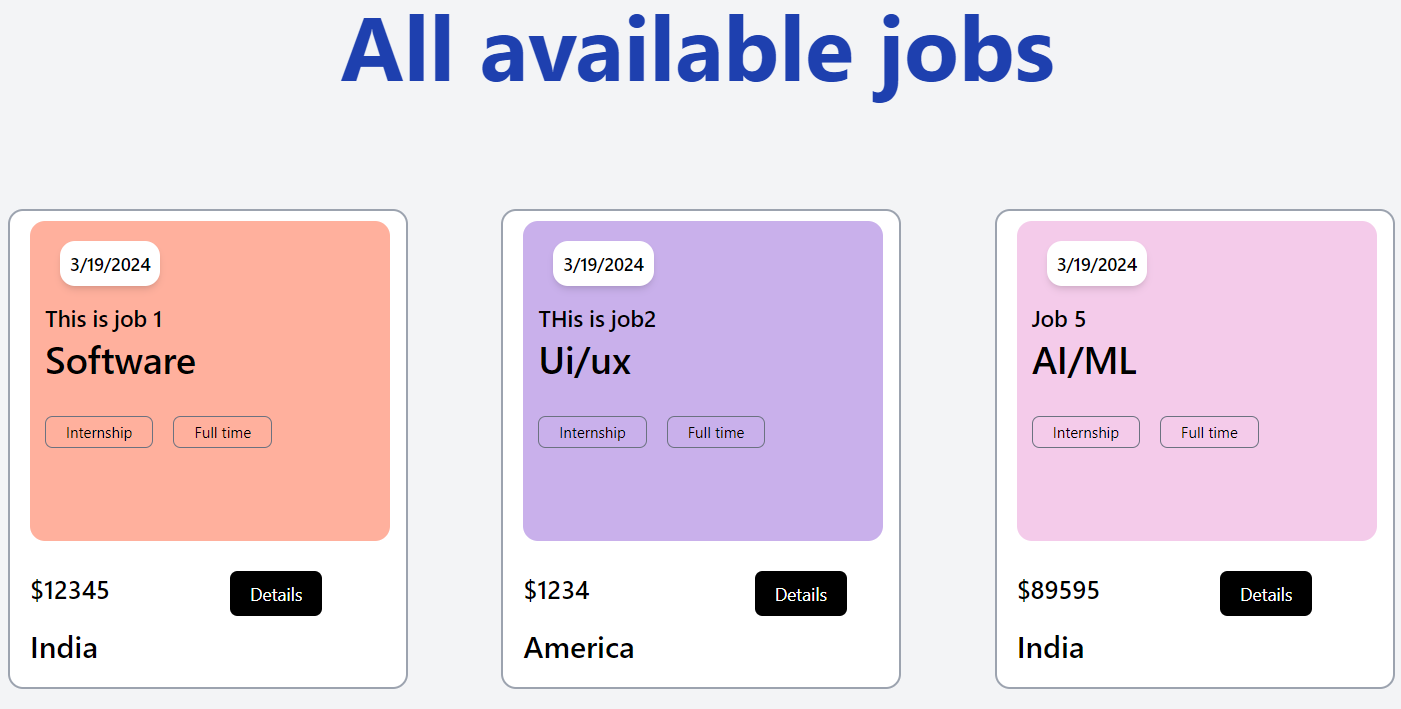 All available jobs
3/19/2024
This is job 1
Software
Internship Full time
$12345 Details
India
3/19/2024
THis is job2
Ui/ux
Internship Full time
$1234 Details
America
3/19/2024
Job 5
AI/ML
Internship Full time
$89595 Details
India